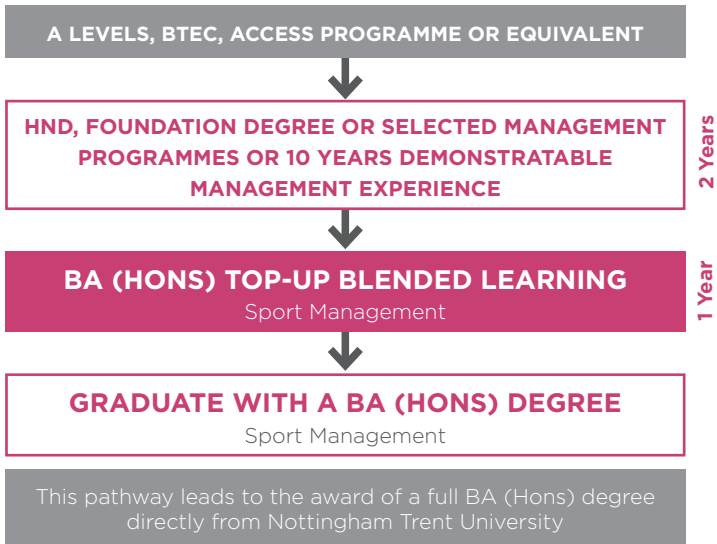 A LEVELS, BTEC, ACCESS PROGRAMME OR EQUIVALENT
HND, FOUNDATION DEGREE OR SELECTED MANAGEMENT
PROGRAMMES OR 10 YEARS DEMONSTRATABLE
MANAGEMENT EXPERIENCE
2 Years
BA (HONS) TOP-UP BLENDED LEARNING
Sport Management
1 Year
GRADUATE WITH A BA (HONS) DEGREE
Sport Management
This pathway leads to the award of a full BA (Hons) degree
directly from Nottingham Trent University